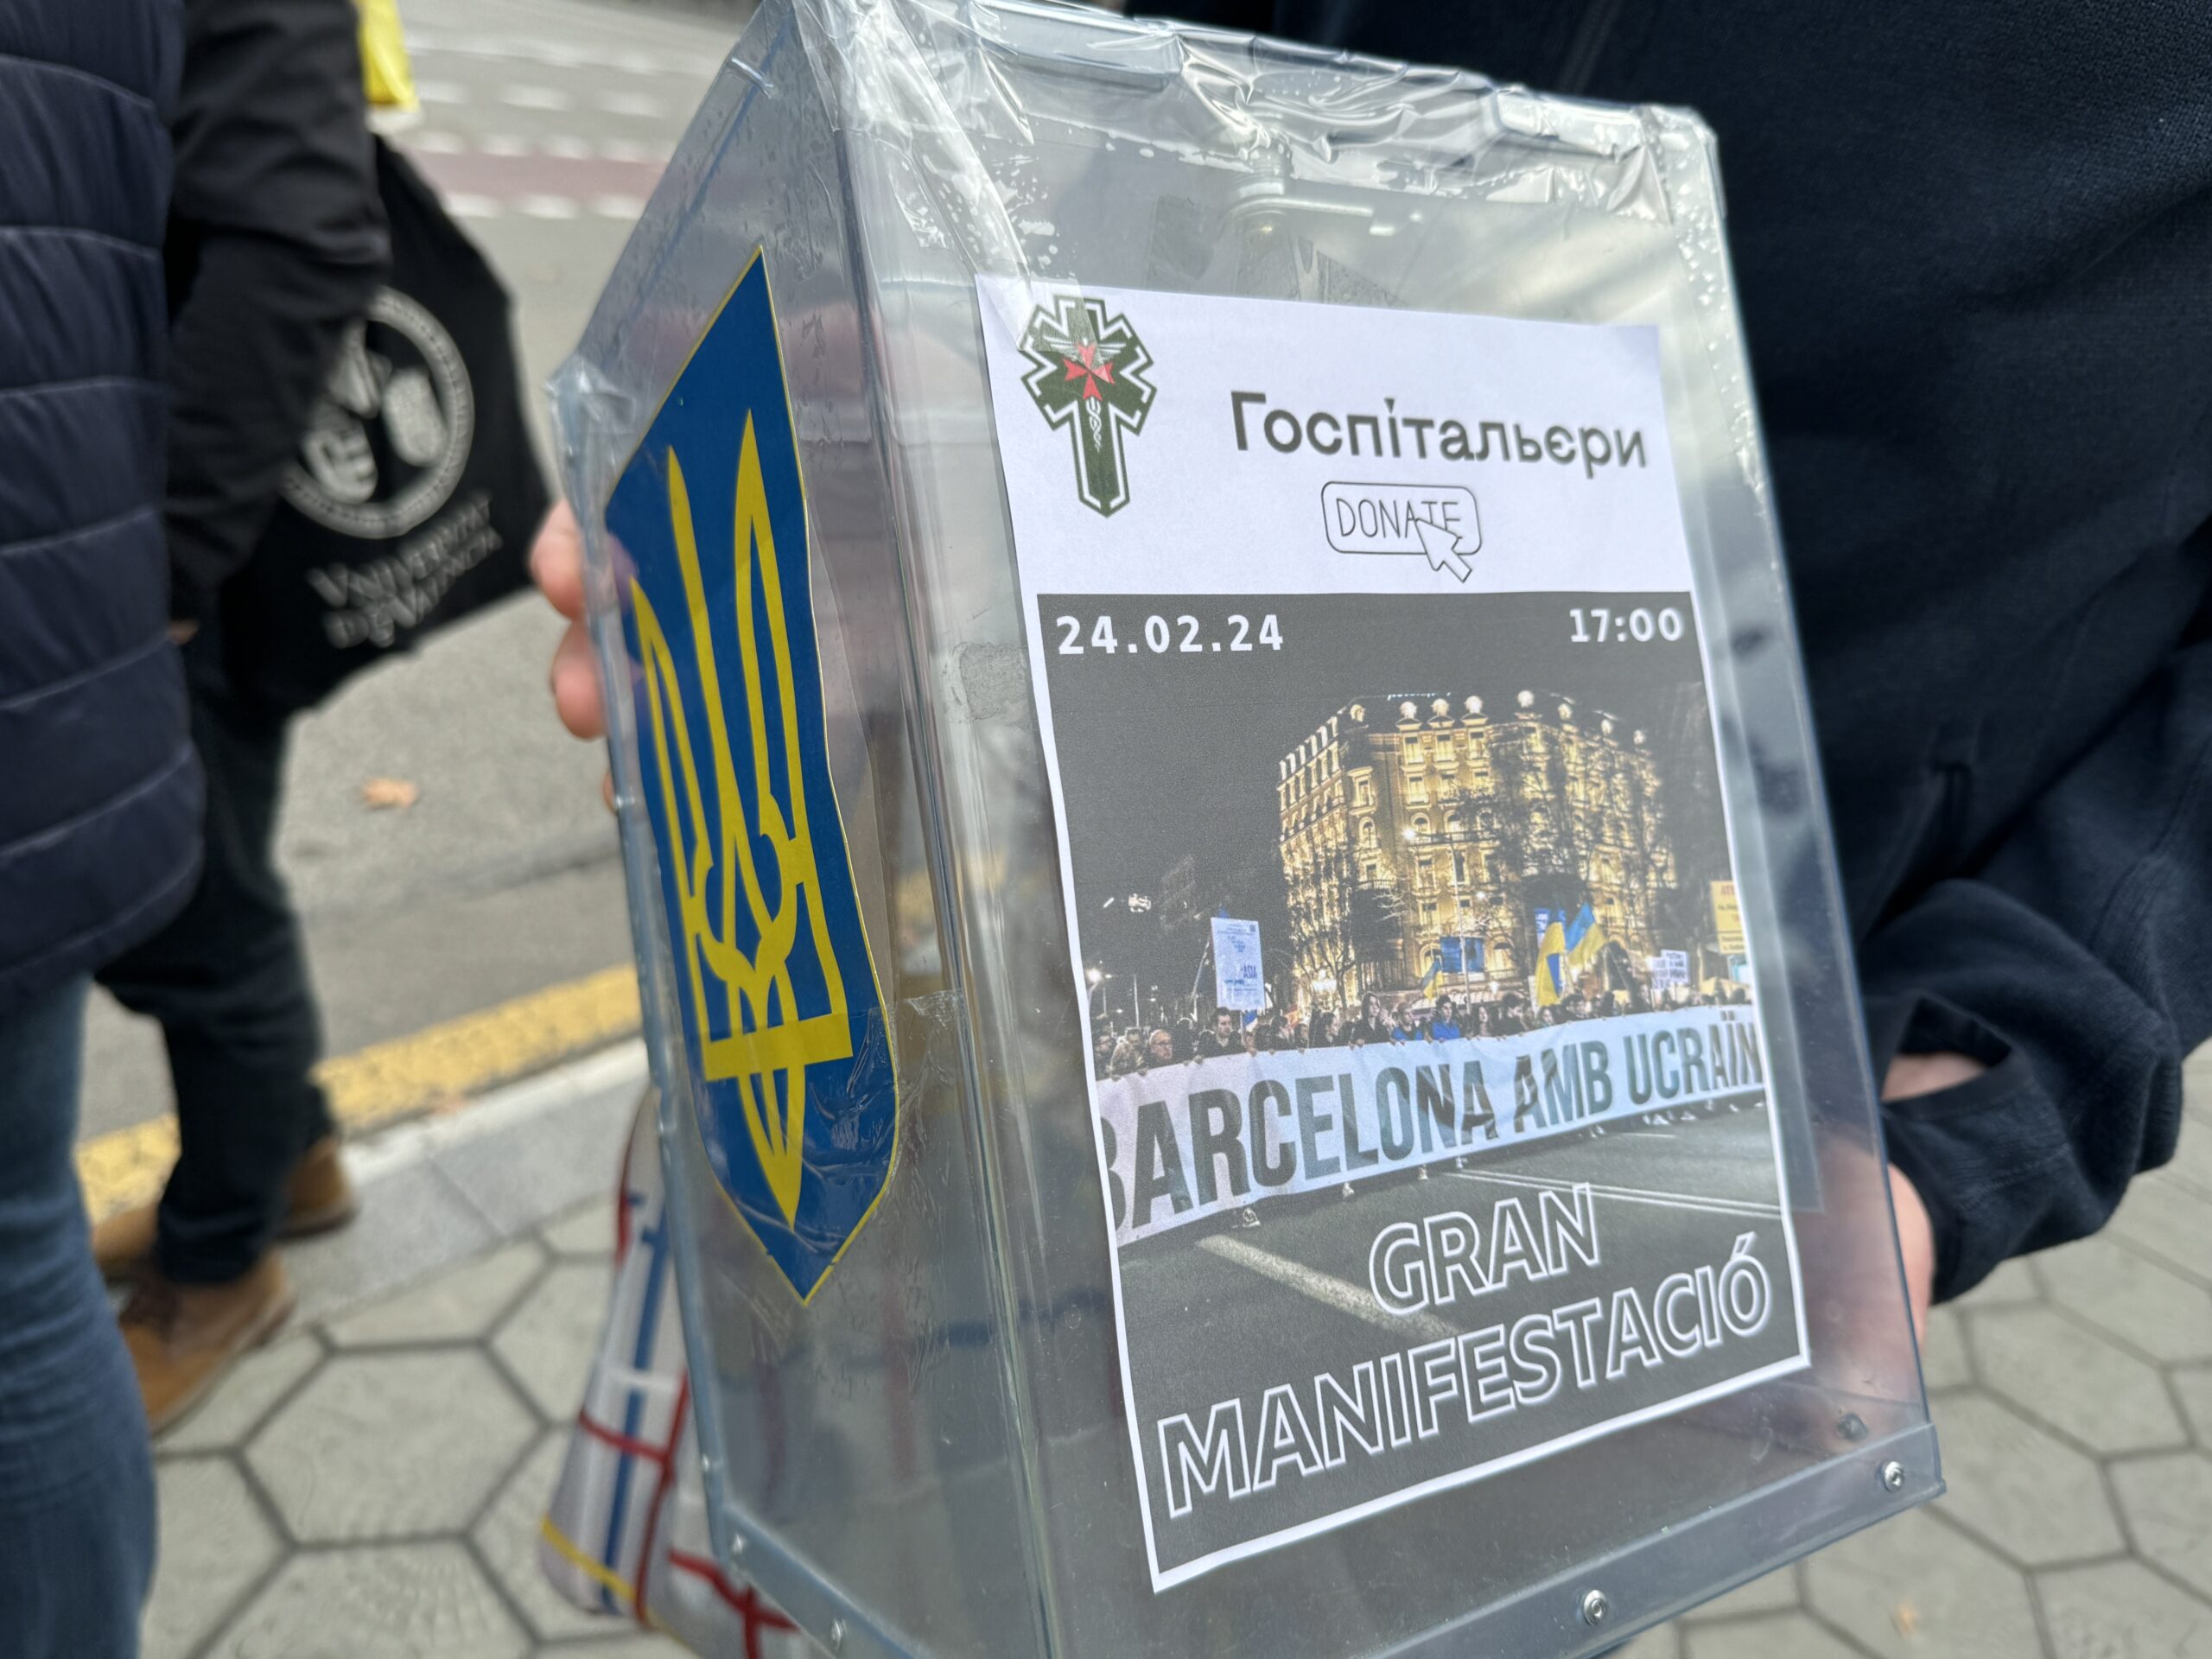 Госпітальєри
DONATE
24.02.24
17:00
BARCELONA AMB UCRAÏN
GRAN
MANIFESTACIÓ